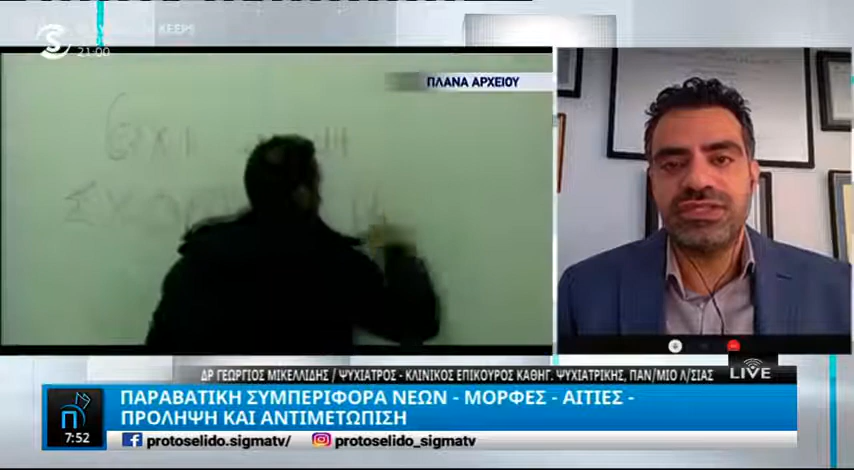 21:00
ΠΛΑΝΑ ΑΡΧΕΙΟΥ
ΔΡ ΓΕΩΡΓΙΟΣ ΜΙΚΕΛΛΙΔΗΣ / ΨΥΧΙΑΤΡΟΣ - ΚΛΙΝΙΚΟΣ ΕΠΙΚΟΥΡΟΣ ΚΑΘΗΓ. ΨΥΧΙΑΤΡΙΚΗΣ, ΠΑΝ/ΜΙΟ Λ/ΣΙΑΣ
LIVE
ΠΑΡΑΒΑΤΙΚΗ ΣΥΜΠΕΡΙΦΟΡΑ ΝΕΩΝ - ΜΟΡΦΕΣ - ΑΙΤΙΕΣ -
ΠΡΟΛΗΨΗ ΚΑΙ ΑΝΤΙΜΕΤΩΠΙΣΗ
7:52
protoselido.sigmatv/ protoselido_sigmatv